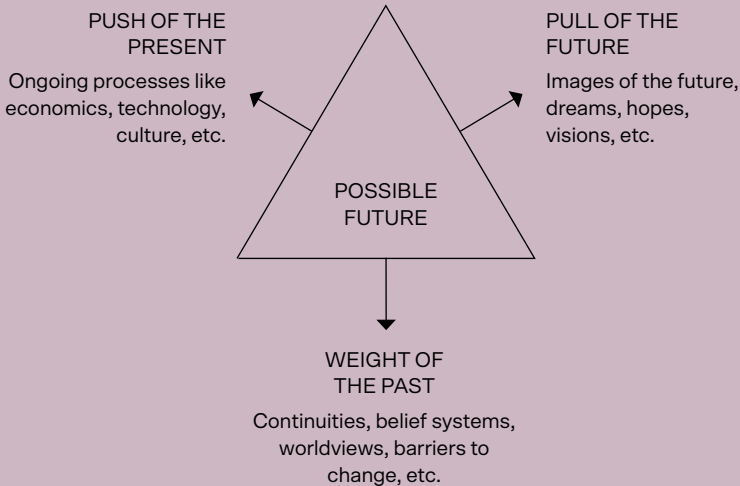 PUSH OF THE
PRESENT
Ongoing processes like
economics, technology,
culture, etc.
PULL OF THE
FUTURE
Images of the future,
dreams, hopes,
visions, etc.
POSSIBLE
FUTURE
WEIGHT OF
THE PAST
Continuities, belief systems,
worldviews, barriers to
change, etc.